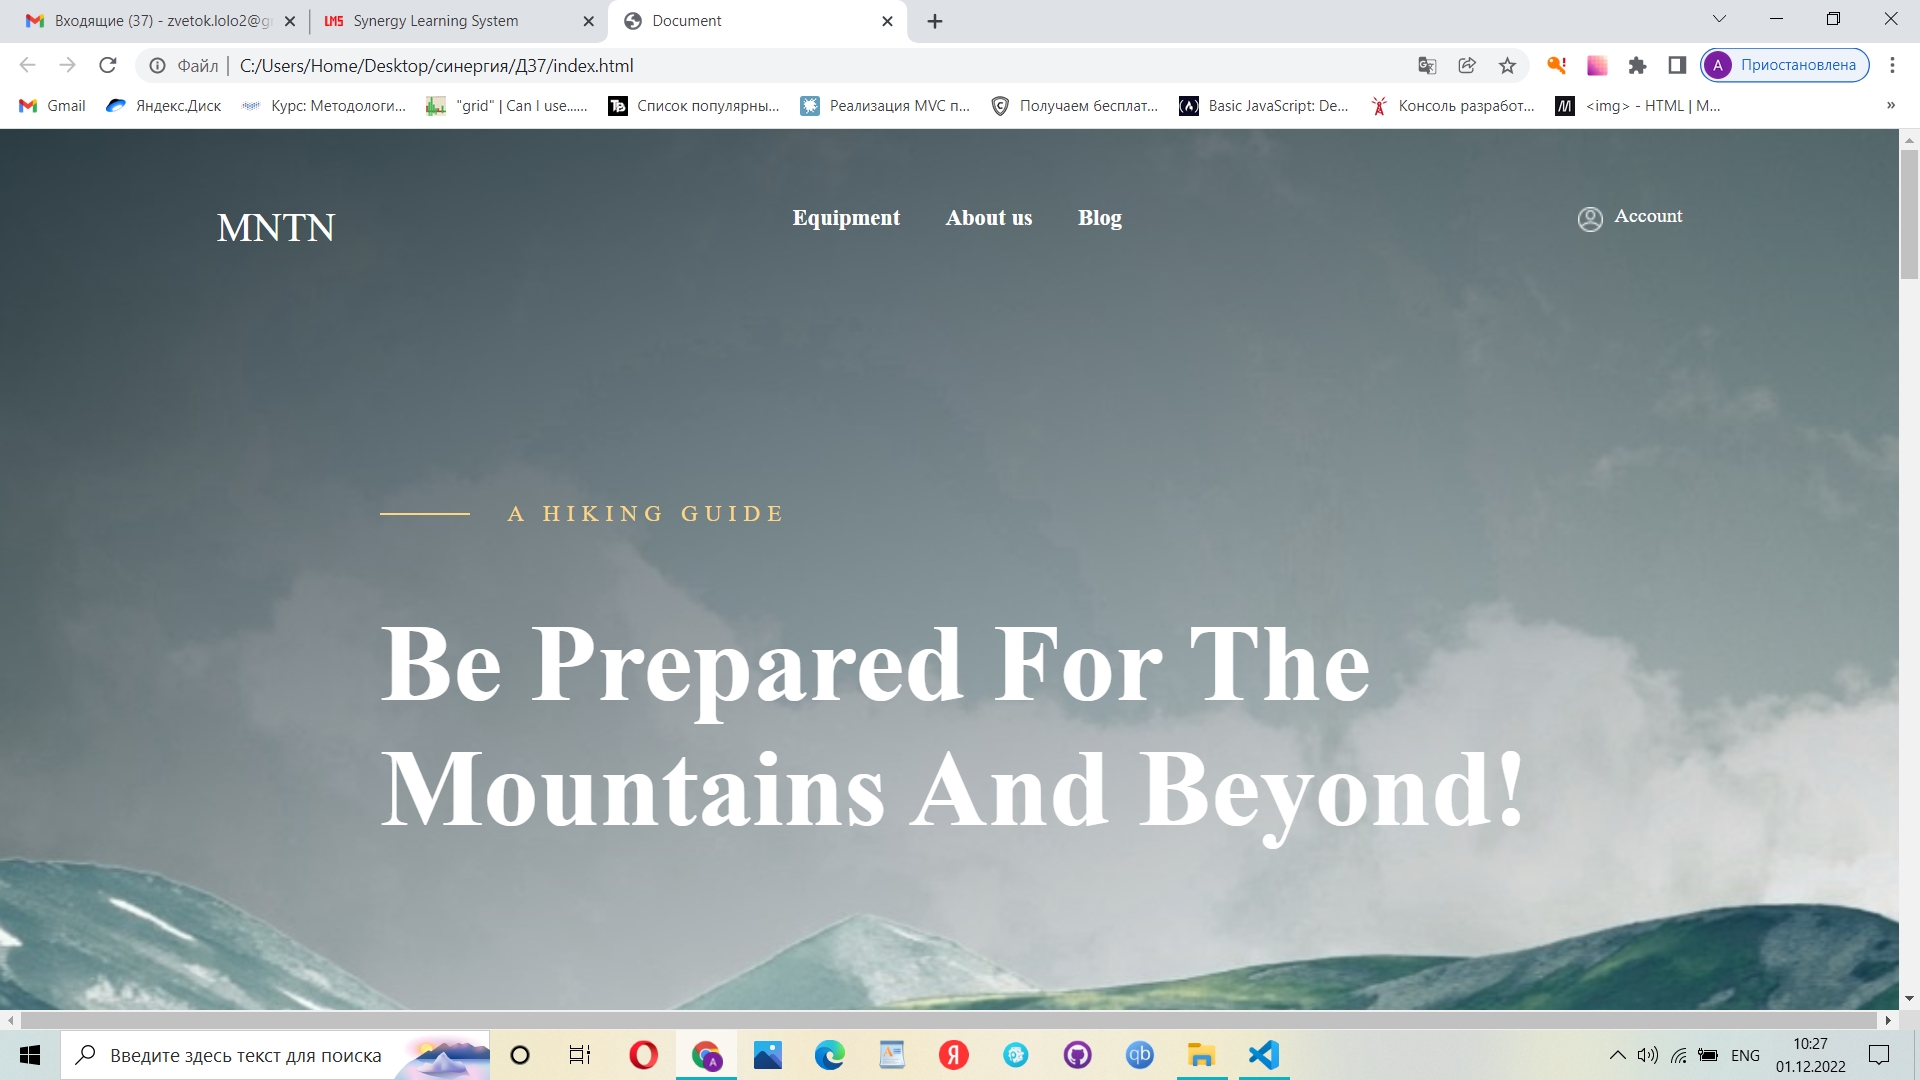 Входящие (37) - zvetok.lolo2@g
LMS Synergy Learning System
Document
Файл C:/Users/Home/Desktop/синергия/Д37/index.html
А Приостановлена
Gmail
Яндекс.Диск
Курс: Методологи...
"grid" | Can I use......
Список популярны...
Реализация MVC п...
Получаем бесплат...
Basic JavaScript: De...
Консоль разработ...
<img> - HTML | M...
»
MNTN
Equipment
About us
Blog
Account
A HIKING GUIDE
Be Prepared For The
Mountains And Beyond!
Введите здесь текст для поиска
ENG
10:27
01.12.2022